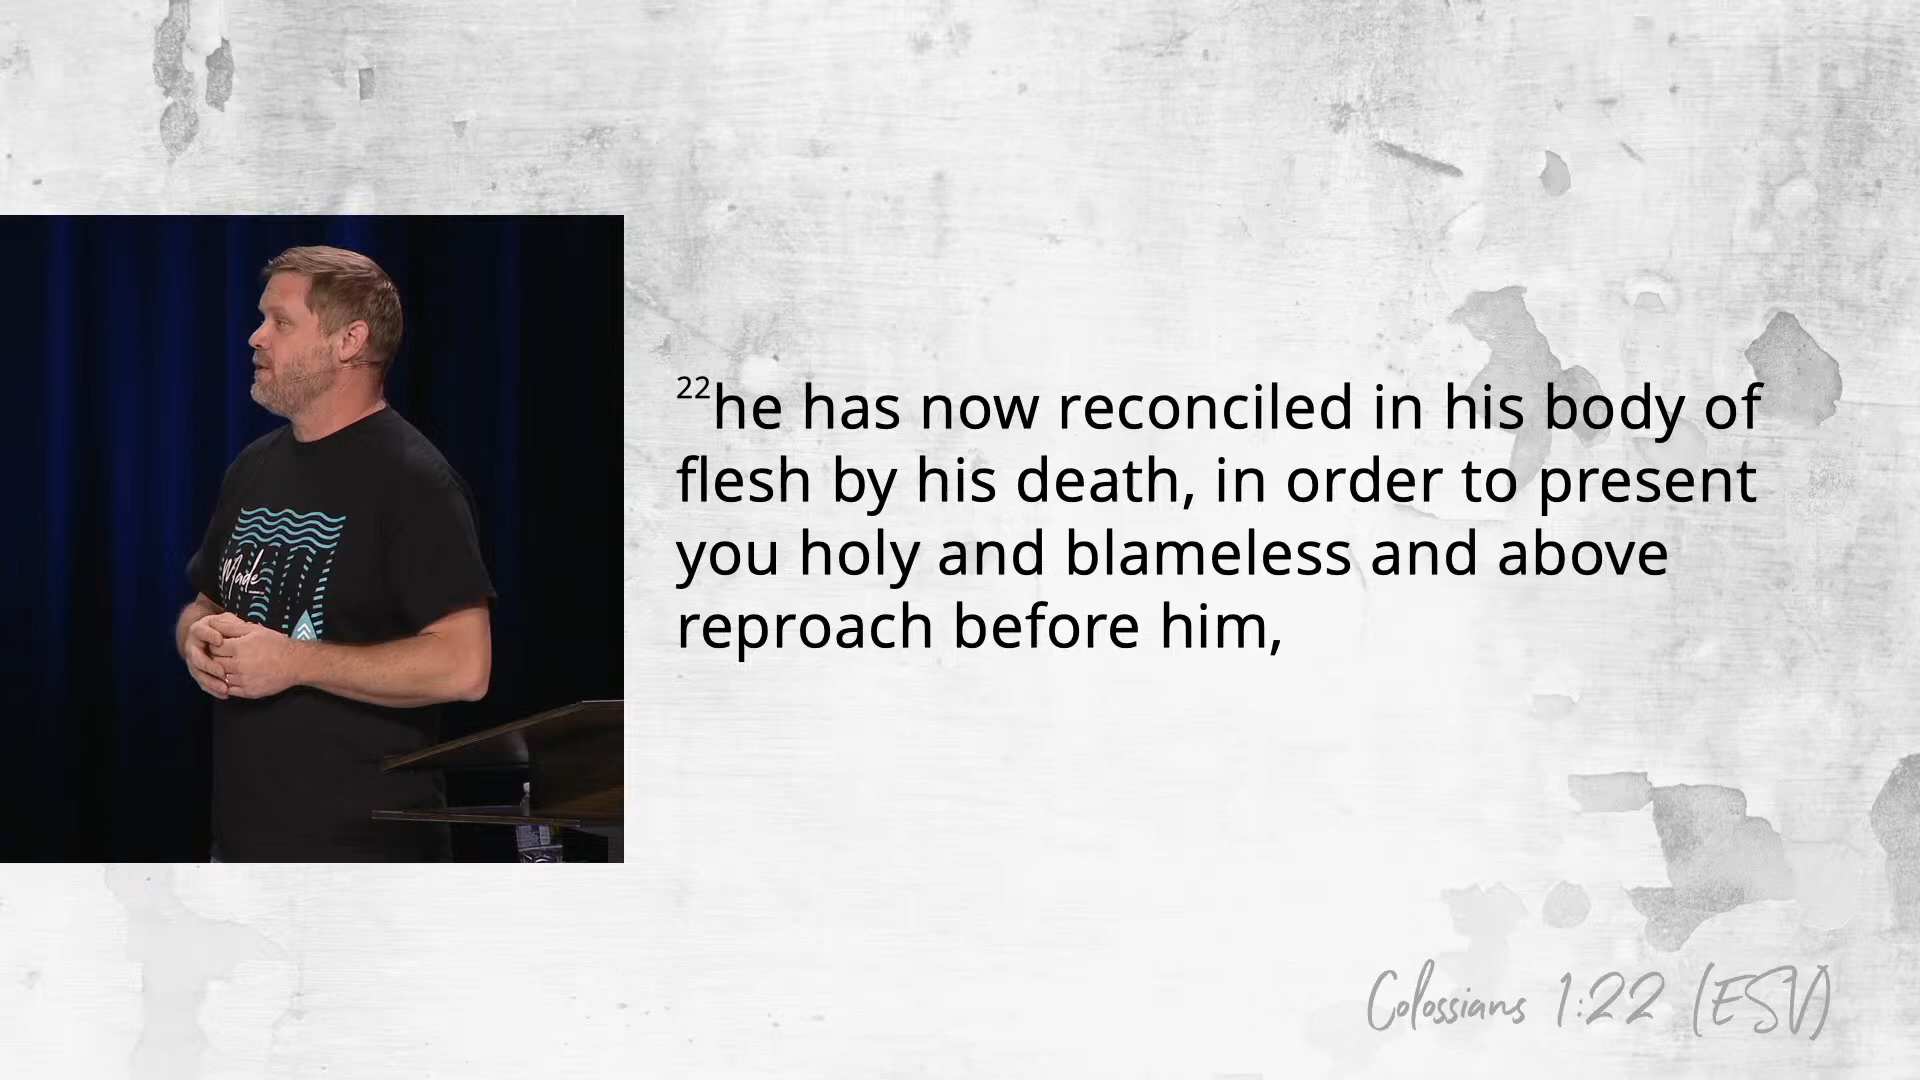 Made
22he has now reconciled in his body of
flesh by his death, in order to present
you holy and blameless and above
reproach before him,
Colossians 1:22 (ESV)